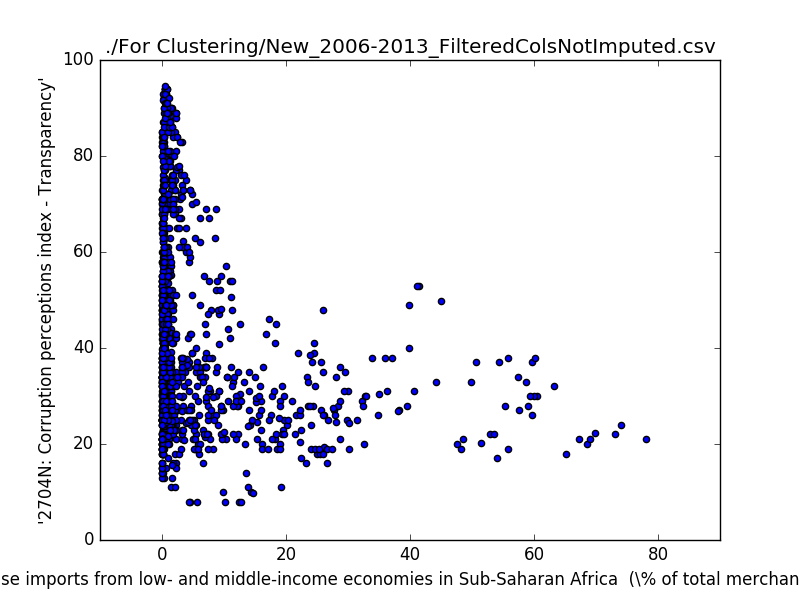 ./For Clustering/New_2006-2013_FilteredColsNotImputed.csv
'2704N: Corruption perceptions index - Transparency'
100
80
60
40
20
0
0 20 40 60 80
se imports from low- and middle-income economies in Sub-Saharan Africa (\% of total merchan